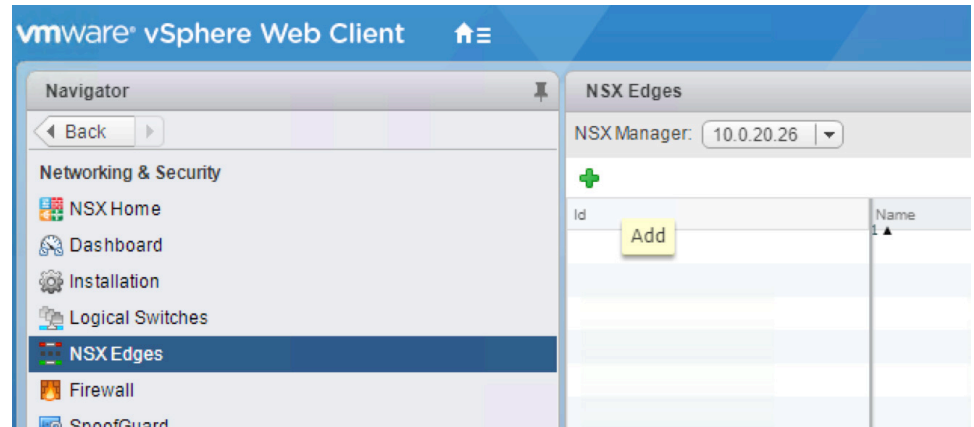 vmware® vSphere Web Client
Navigator
Back
Networking & Security
NSX Home
Dashboard
Installation
Logical Switches
NSX Edges
Firewall
SpoofGuard
NSX Edges
NSX Manager: 10.0.20.26
Id
Name
1 ▲
Add